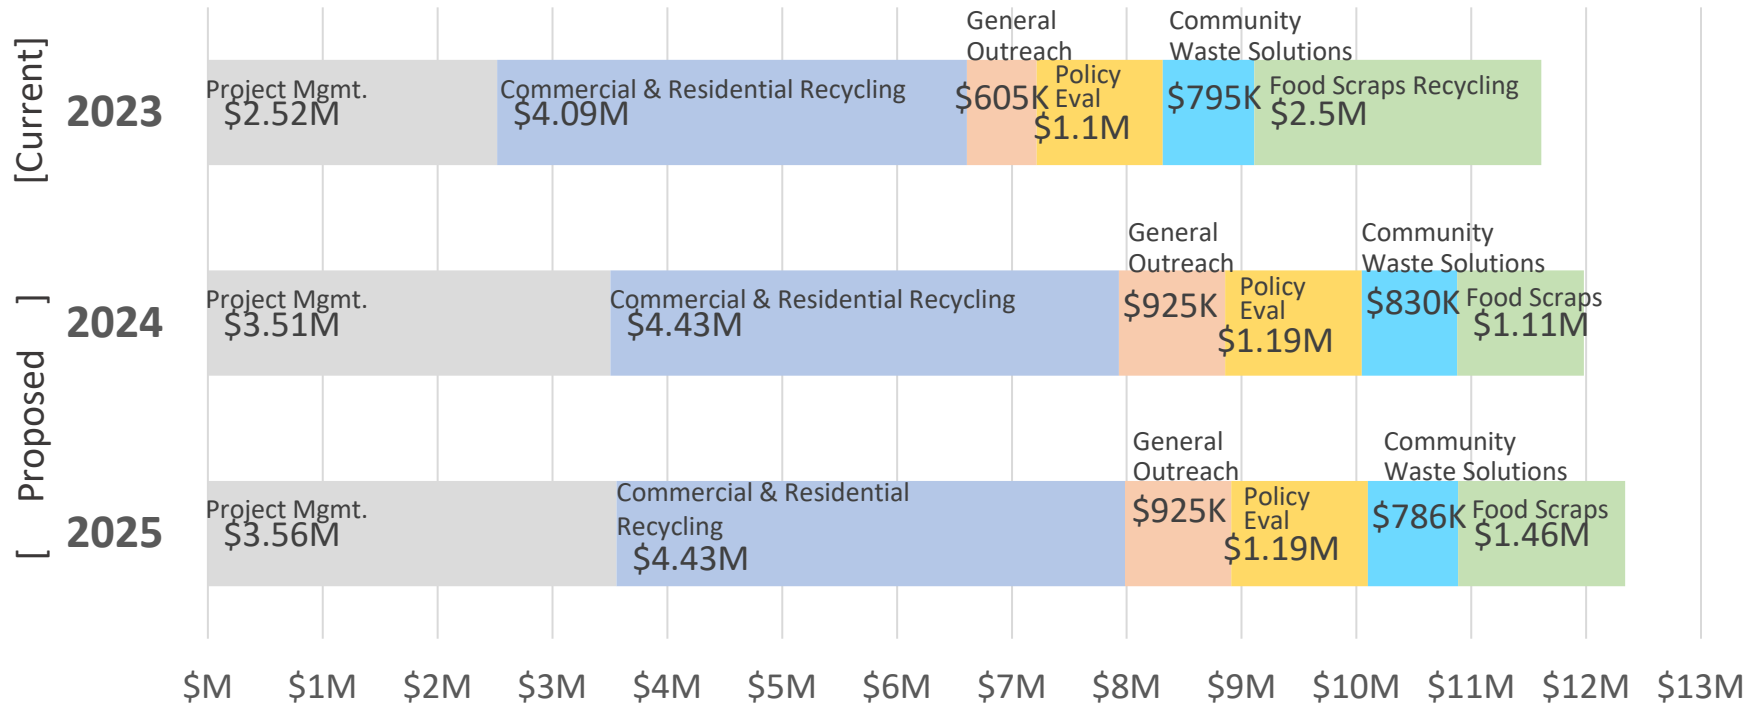 [Current]
2023
Project Mgmt.
$2.52M
Commercial & Residential Recycling
$4.09M
General
Outreach
$605K
Policy
Eval
$1.1M
Community
Waste Solutions
$795K
Food Scraps Recycling
$2.5M
[ Proposed ]
2024
Project Mgmt.
$3.51M
Commercial & Residential Recycling
$4.43M
General
Outreach
$925K
Policy
Eval
$1.19M
Community
Waste Solutions
$830K
Food Scraps
$1.11M
2025
Project Mgmt.
$3.56M
Commercial & Residential
Recycling
$4.43M
General
Outreach
$925K
Policy
Eval
$1.19M
Community
Waste Solutions
$786K
Food Scraps
$1.46M
$M $1M $2M $3M $4M $5M $6M $7M $8M $9M $10M $11M $12M $13M